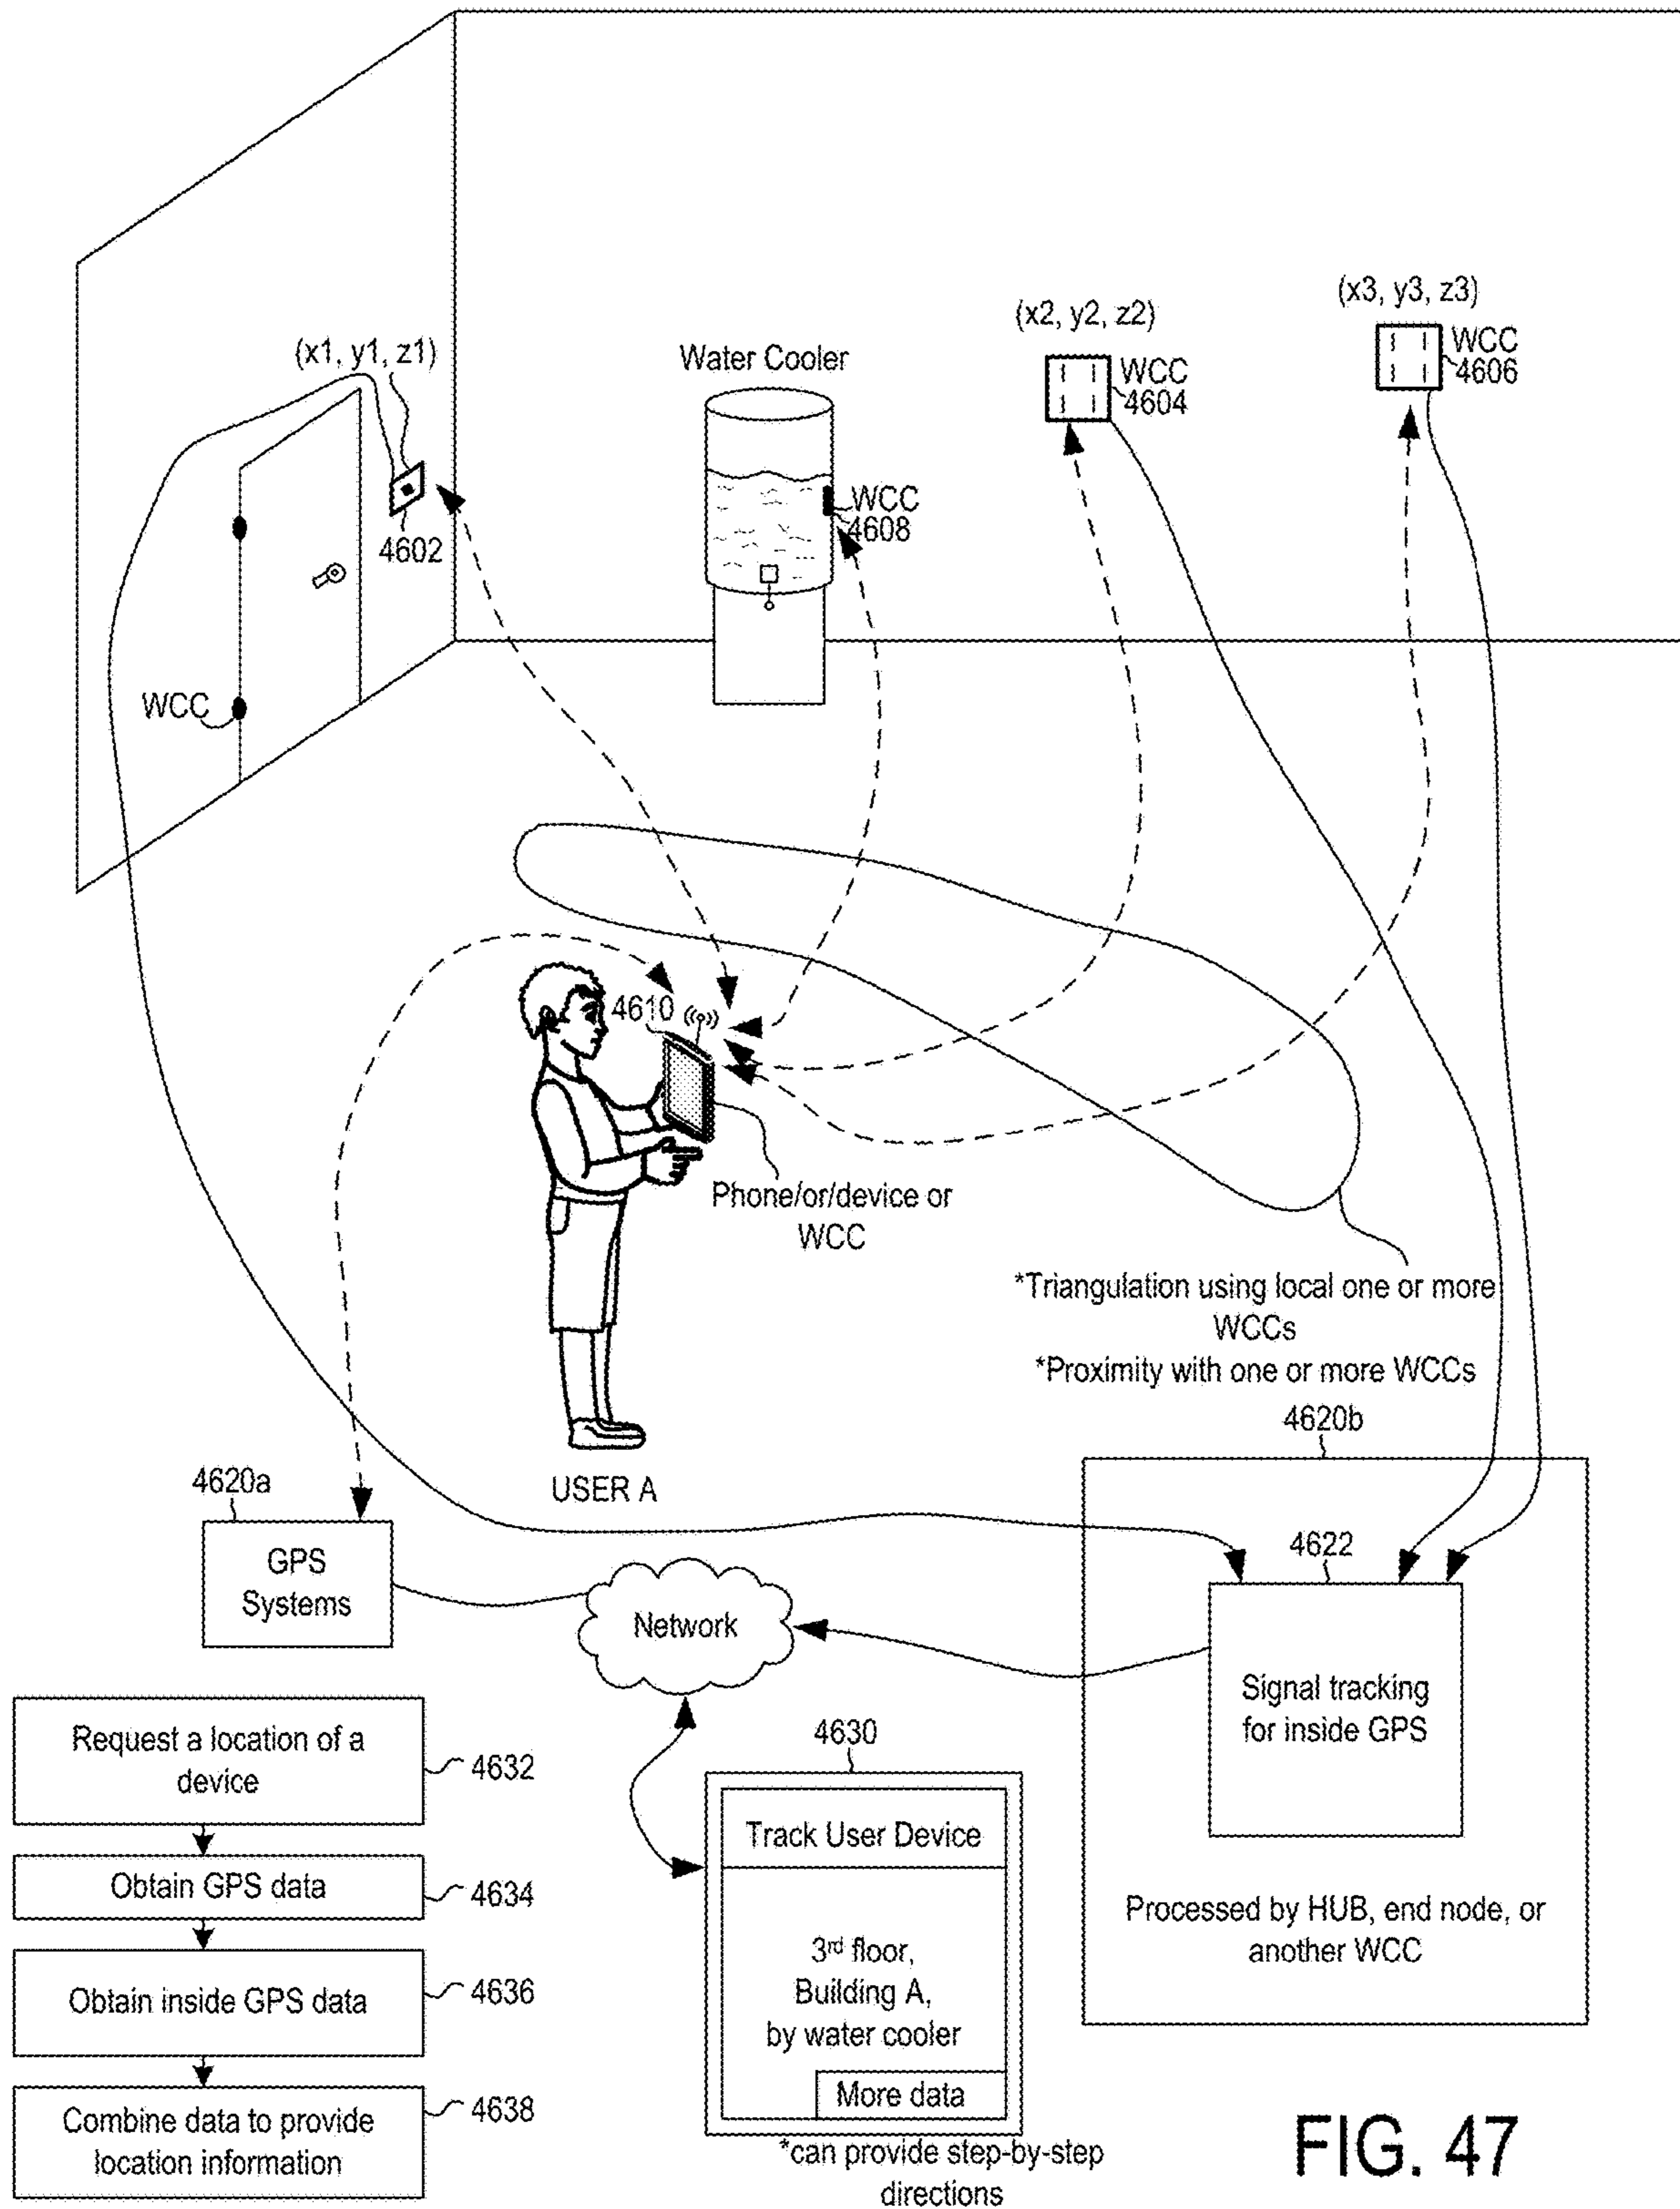 (x3, y3, z3)
(x2, y2, z2)
WCC
4606
(x1, y1, z1)
Water Cooler
WCC
4604
WCC
4608
4602
WCC
4610
Phone/or/device or
WCC
*Triangulation using local one or more
WCCs
*Proximity with one or more WCCs
4620b
4620a
USER A
GPS
Systems
4622
Network
Signal tracking
for inside GPS
Request a location of a
device
4632
4630
Track User Device
Obtain GPS data
4634
Processed by HUB, end node, or
another WCC
3rd floor,
Building A,
by water cooler
Obtain inside GPS data
4636
More data
Combine data to provide
location information
4638
*can provide step-by-step
directions
FIG. 47